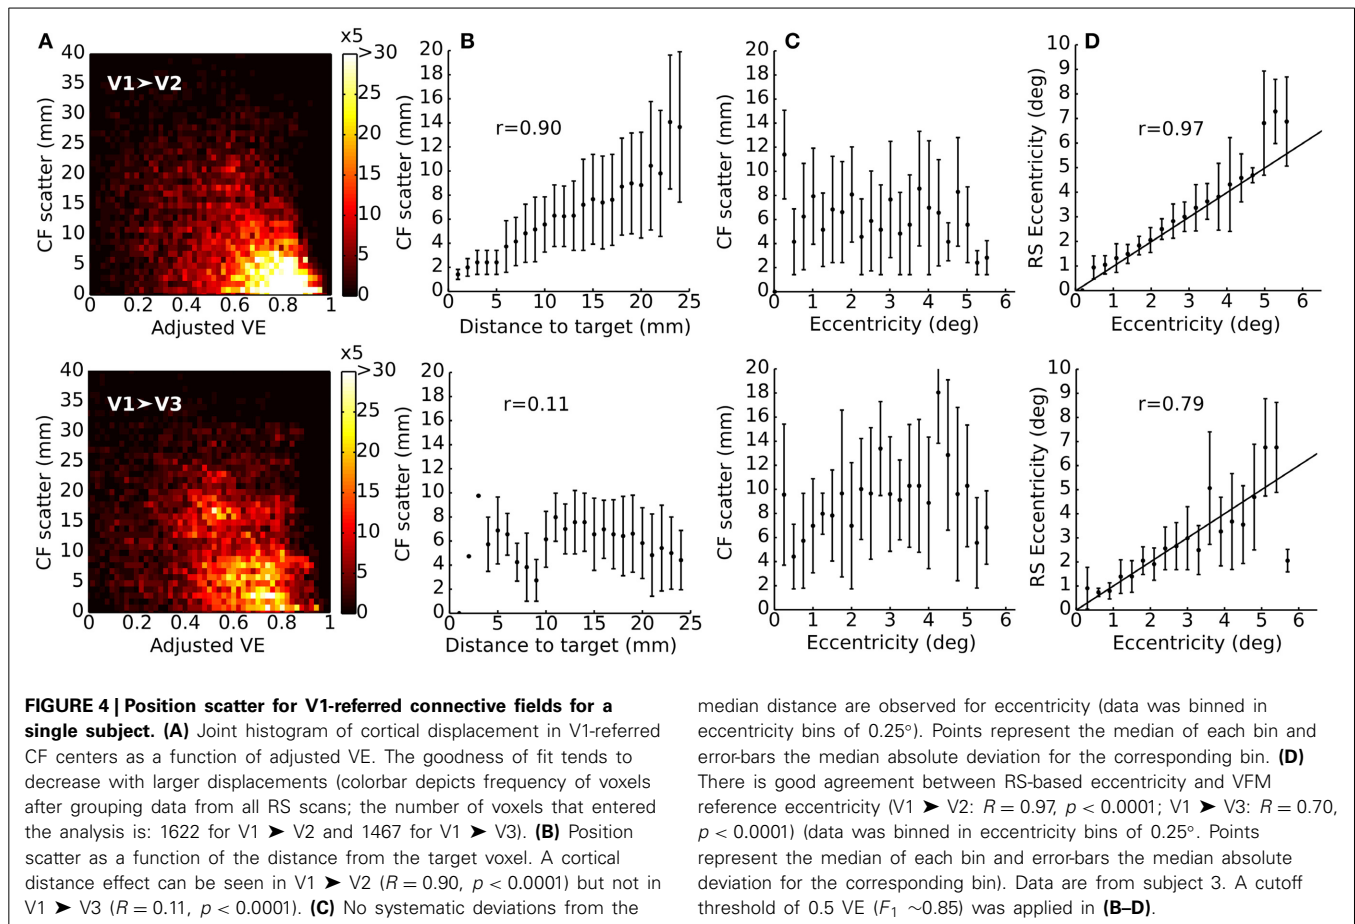 A
x5
B
C
D
V1➤V2
40
35
30
25
20
15
10
5
0
CF scatter (mm)
0 0.2 0.4 0.6 0.8 1
Adjusted VE
>30
25
20
15
10
5
0
r=0.90
20
18
16
14
12
10
8
6
4
2
0
CF scatter (mm)
0 5 10 15 20 25
Distance to target (mm)
20
18
16
14
12
10
8
6
4
2
0
CF scatter (mm)
0 1 2 3 4 5 6
Eccentricity (deg)
r=0.97
10
9
8
7
6
5
4
3
2
1
0
RS Eccentricity (deg)
0 1 2 3 4 5 6
Eccentricity (deg)
x5
V1➤V3
40
35
30
25
20
15
10
5
0
CF scatter (mm)
0 0.2 0.4 0.6 0.8 1
Adjusted VE
>30
25
20
15
10
5
0
r=0.11
20
18
16
14
12
10
8
6
4
2
0
CF scatter (mm)
5 10 15 20 25
Distance to target (mm)
20
18
16
14
12
10
8
6
4
2
0
CF scatter (mm)
0 1 2 3 4 5 6
Eccentricity (deg)
r=0.79
10
9
8
7
6
5
4
3
2
1
0
RS Eccentricity (deg)
0 1 2 3 4 5 6
Eccentricity (deg)
FIGURE 4 | Position scatter for V1-referred connective fields for a
single subject. (A) Joint histogram of cortical displacement in V1-referred
CF centers as a function of adjusted VE. The goodness of fit tends to
decrease with larger displacements (colorbar depicts frequency of voxels
after grouping data from all RS scans; the number of voxels that entered
the analysis is: 1622 for V1 ➤ V2 and 1467 for V1 ➤ V3). (B) Position
scatter as a function of the distance from the target voxel. A cortical
distance effect can be seen in V1 ➤ V2 (R = 0.90, p < 0.0001) but not in
V1 ➤ V3 (R = 0.11, p < 0.0001). (C) No systematic deviations from the
median distance are observed for eccentricity (data was binned in
eccentricity bins of 0.25°). Points represent the median of each bin and
error-bars the median absolute deviation for the corresponding bin. (D)
There is good agreement between RS-based eccentricity and VFM
reference eccentricity (V1 ➤ V2: R = 0.97, p < 0.0001; V1 ➤ V3: R = 0.70,
p < 0.0001) (data was binned in eccentricity bins of 0.25°. Points
represent the median of each bin and error-bars the median absolute
deviation for the corresponding bin). Data are from subject 3. A cutoff
threshold of 0.5 VE (F₁ ~0.85) was applied in (B–D).